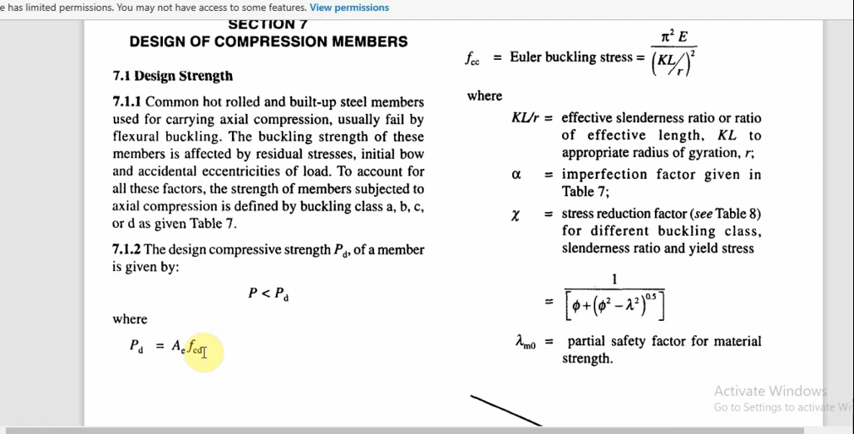 e has limited permissions. You may not have access to some features. View permissions
SECTION 7
DESIGN OF COMPRESSION MEMBERS
7.1 Design Strength
7.1.1 Common hot rolled and built-up steel members
used for carrying axial compression, usually fail by
flexural buckling. The buckling strength of these
members is affected by residual stresses, initial bow
and accidental eccentricities of load. To account for
all these factors, the strength of members subjected to
axial compression is defined by buckling class a, b, c,
or d as given Table 7.
7.1.2 The design compressive strength P_d, of a member
is given by:
P < P_d
where
P_d = A_e f_cd
f_cc = Euler buckling stress = π² E / (KL/r)²
where
KL/r = effective slenderness ratio or ratio
of effective length, KL to
appropriate radius of gyration, r;
α = imperfection factor given in
Table 7;
χ = stress reduction factor (see Table 8)
for different buckling class,
slenderness ratio and yield stress
= 1 / [ϕ+(ϕ² – λ²)^0.5]
λ_m0 = partial safety factor for material
strength.
Activate Windows
Go to Settings to activate Wi